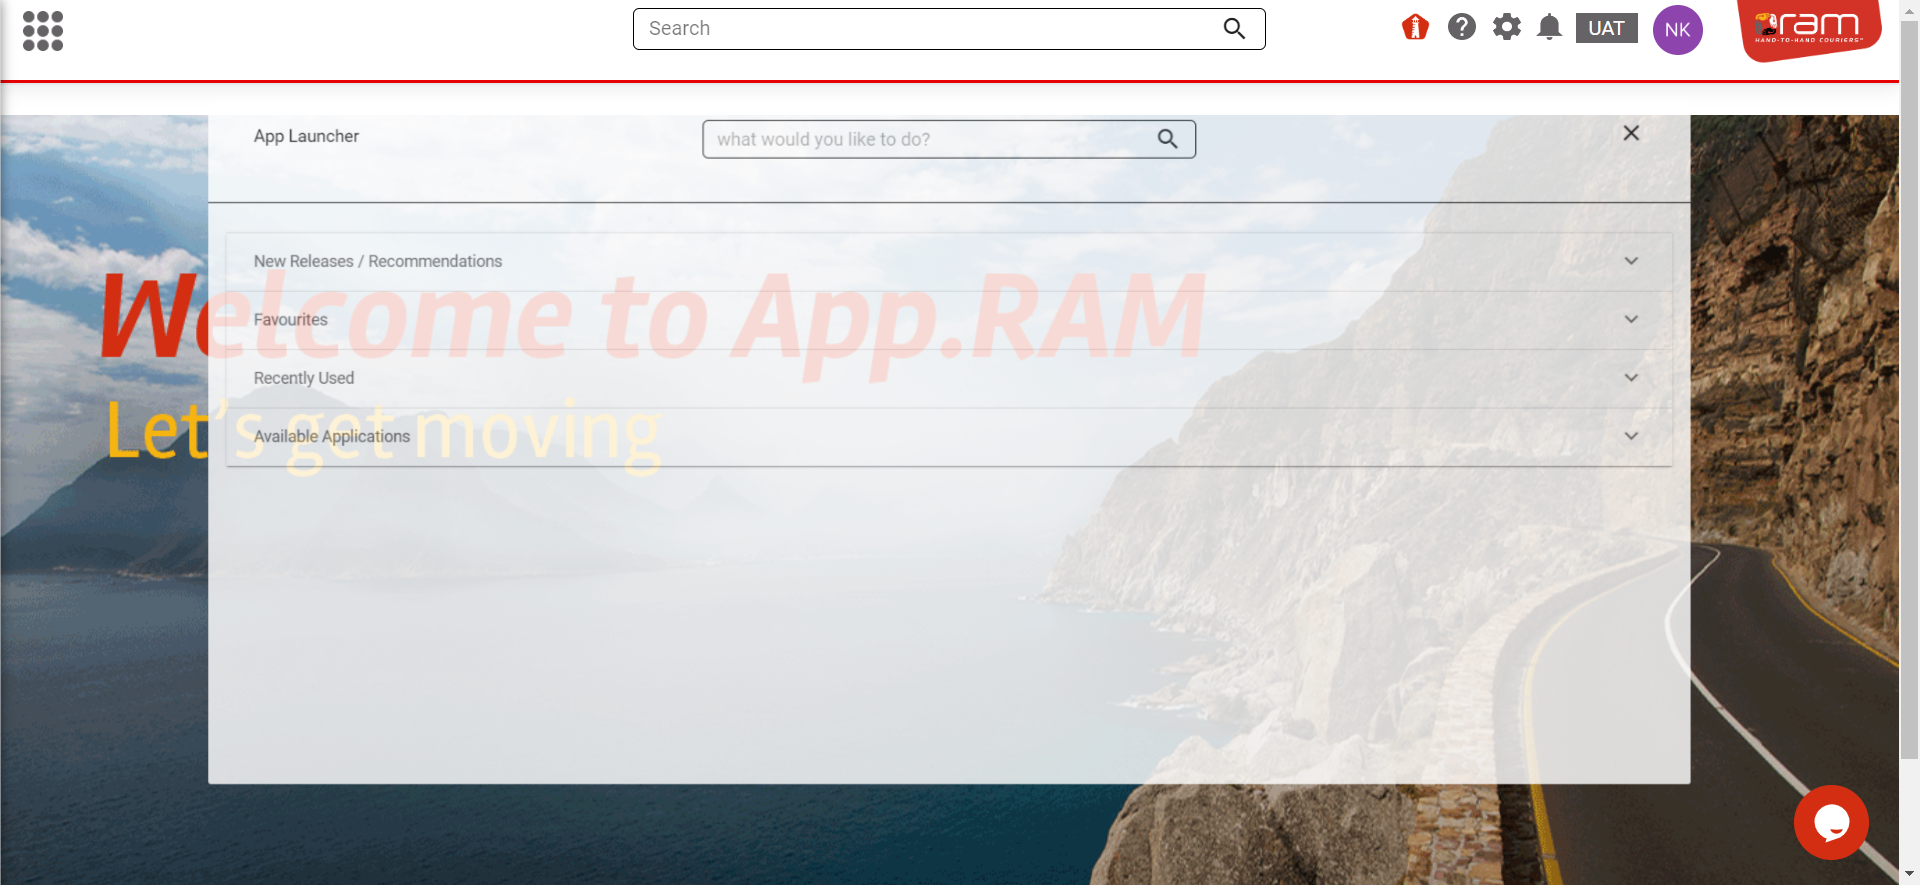 Search
UAT
NK
ram
HAND-TO-HAND COURIERS
App Launcher
what would you like to do?
New Releases / Recommendations
Welcome to App.RAM
Favourites
Recently Used
Let's get moving
Available Applications